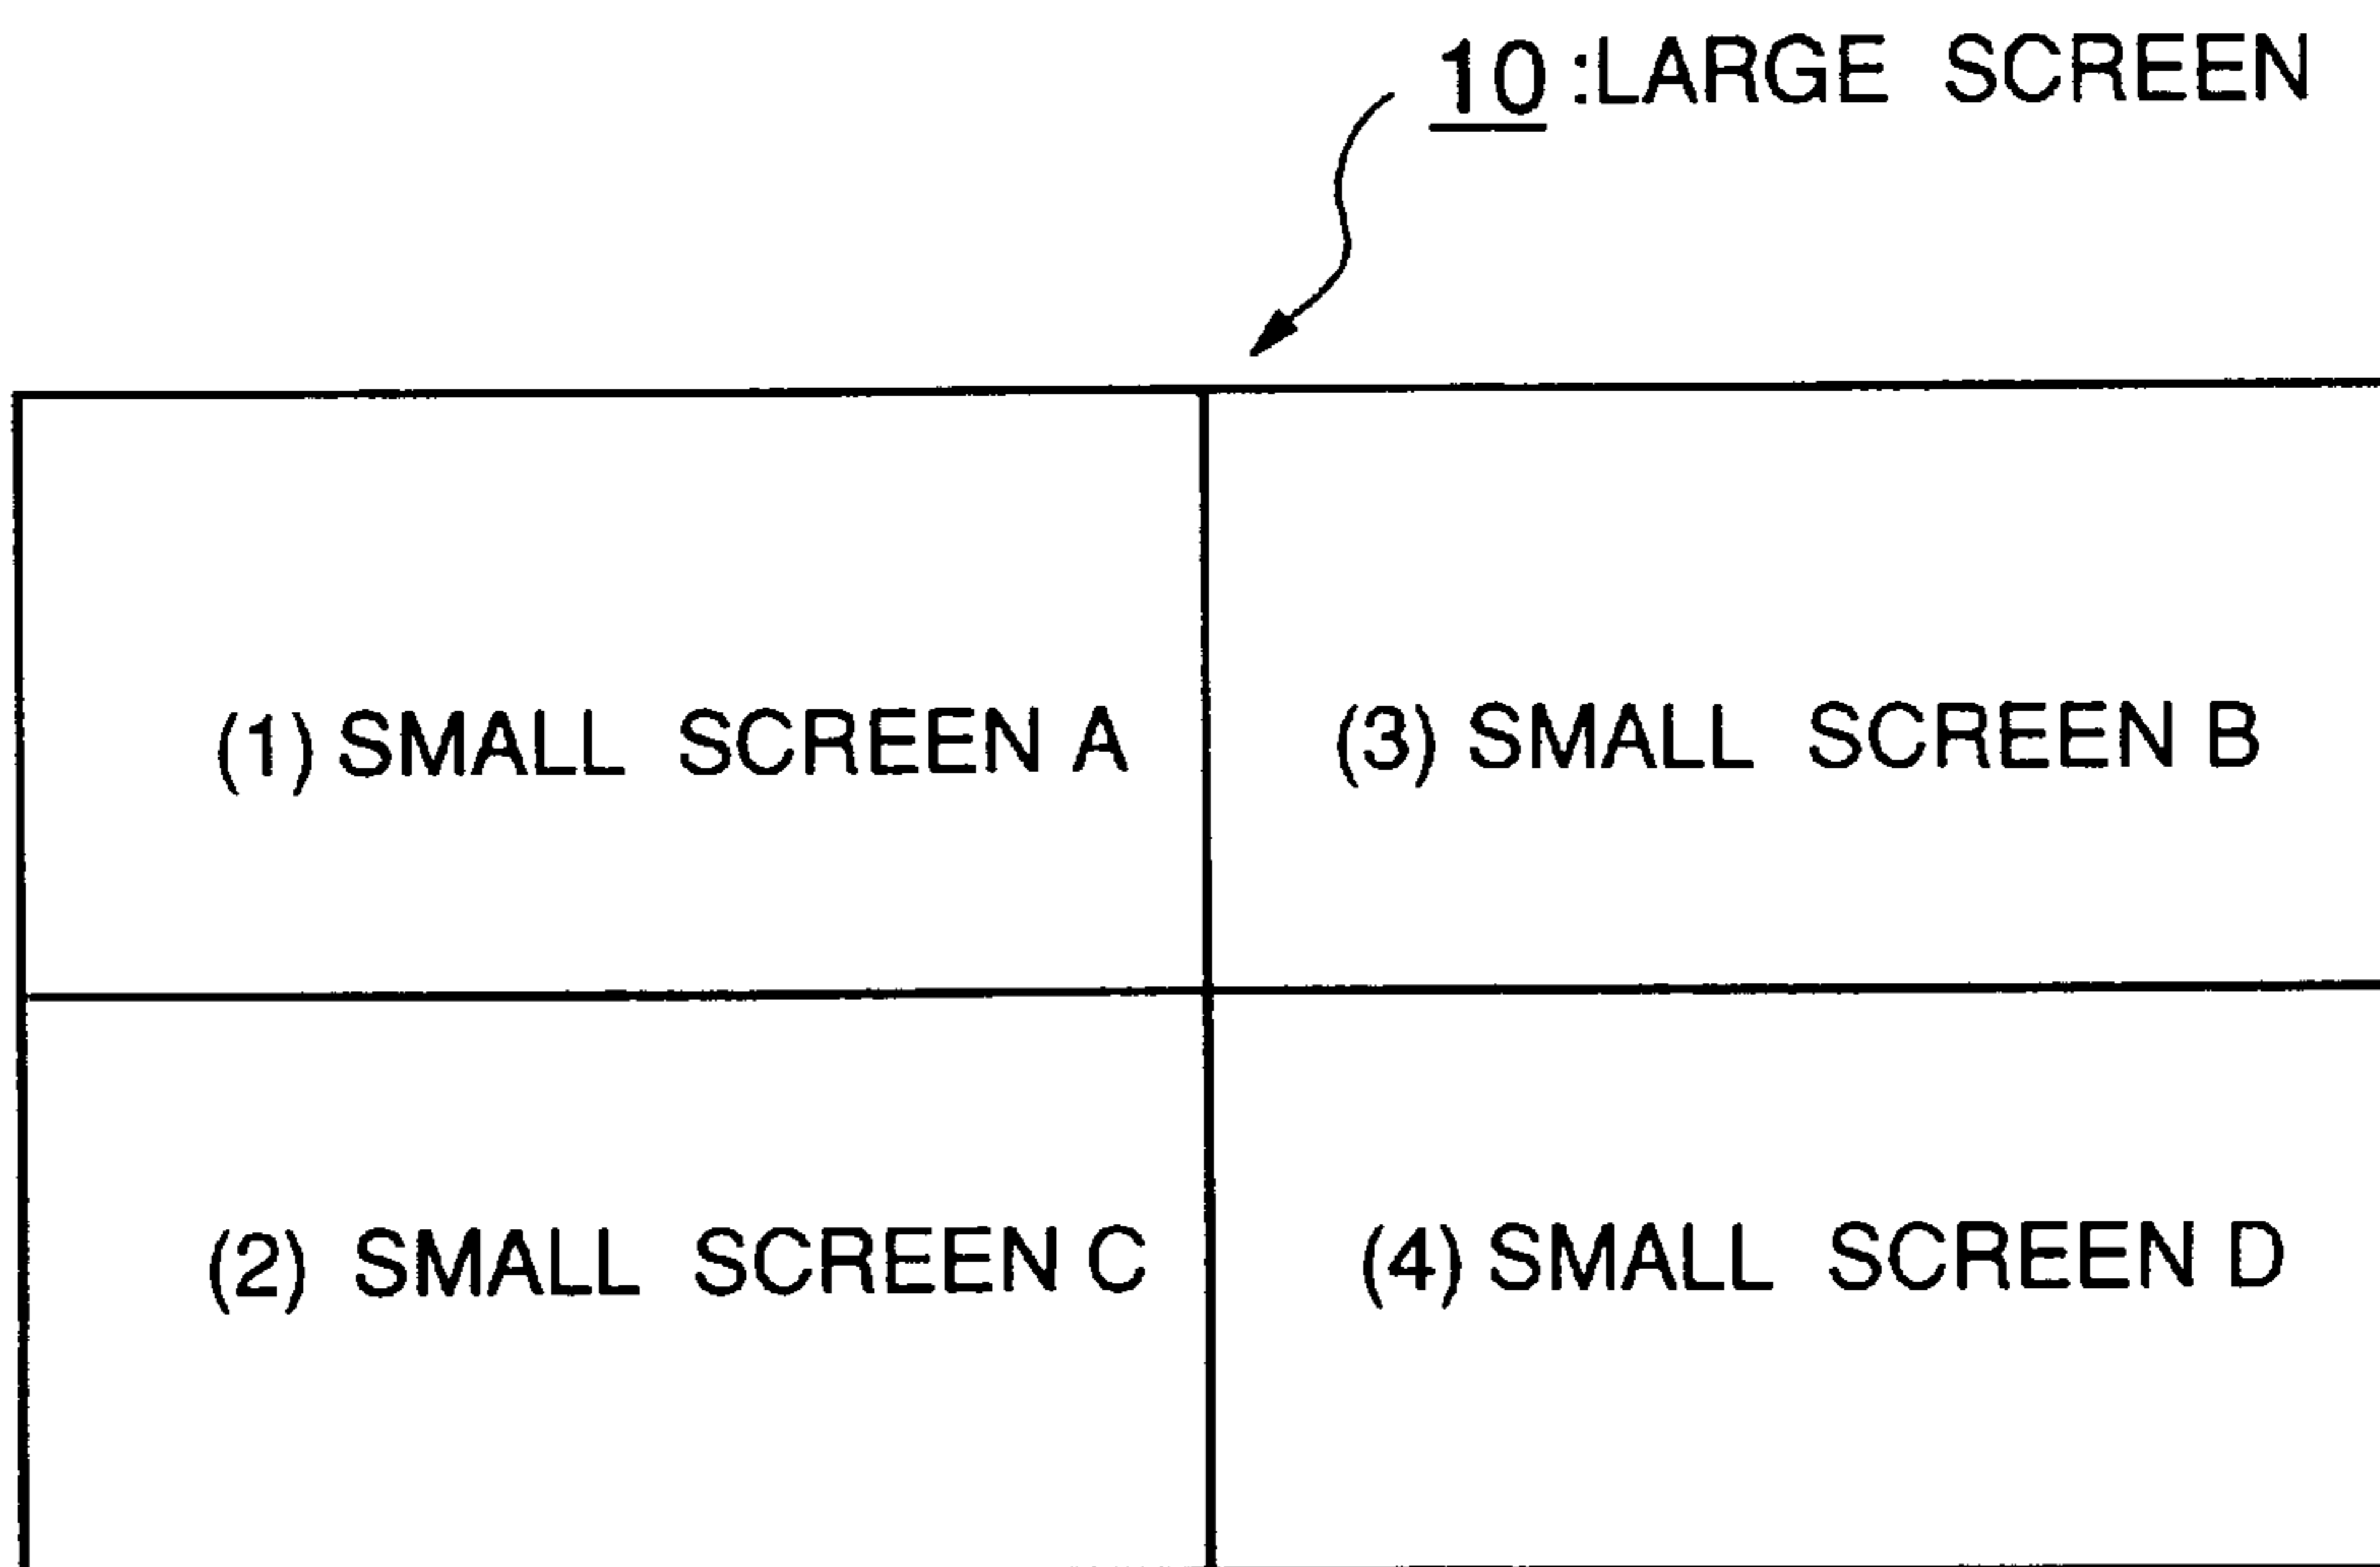 10:LARGE SCREEN
(1) SMALL SCREEN A
(3) SMALL SCREEN B
(2) SMALL SCREEN C
(4) SMALL SCREEN D